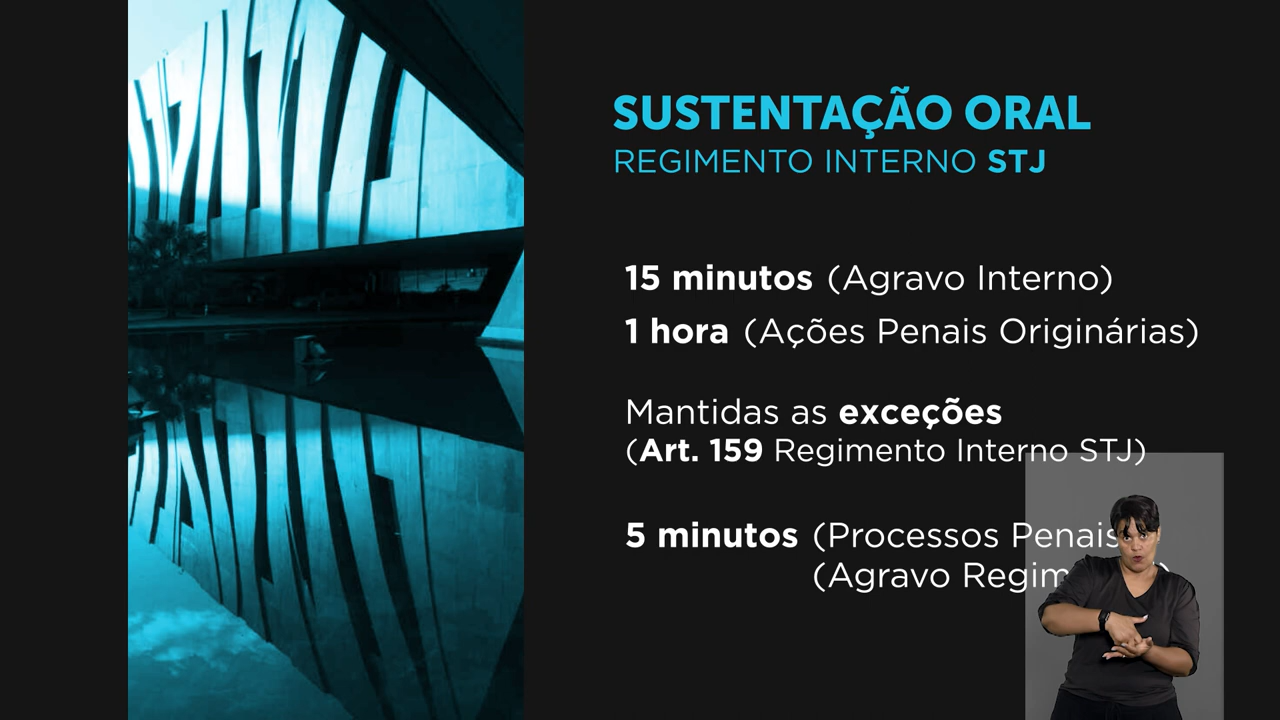 SUSTENTAÇÃO ORAL
REGIMENTO INTERNO STJ
15 minutos (Agravo Interno)
1 hora (Ações Penais Originárias)
Mantidas as exceções
(Art. 159 Regimento Interno STJ)
5 minutos (Processos Penais
(Agravo